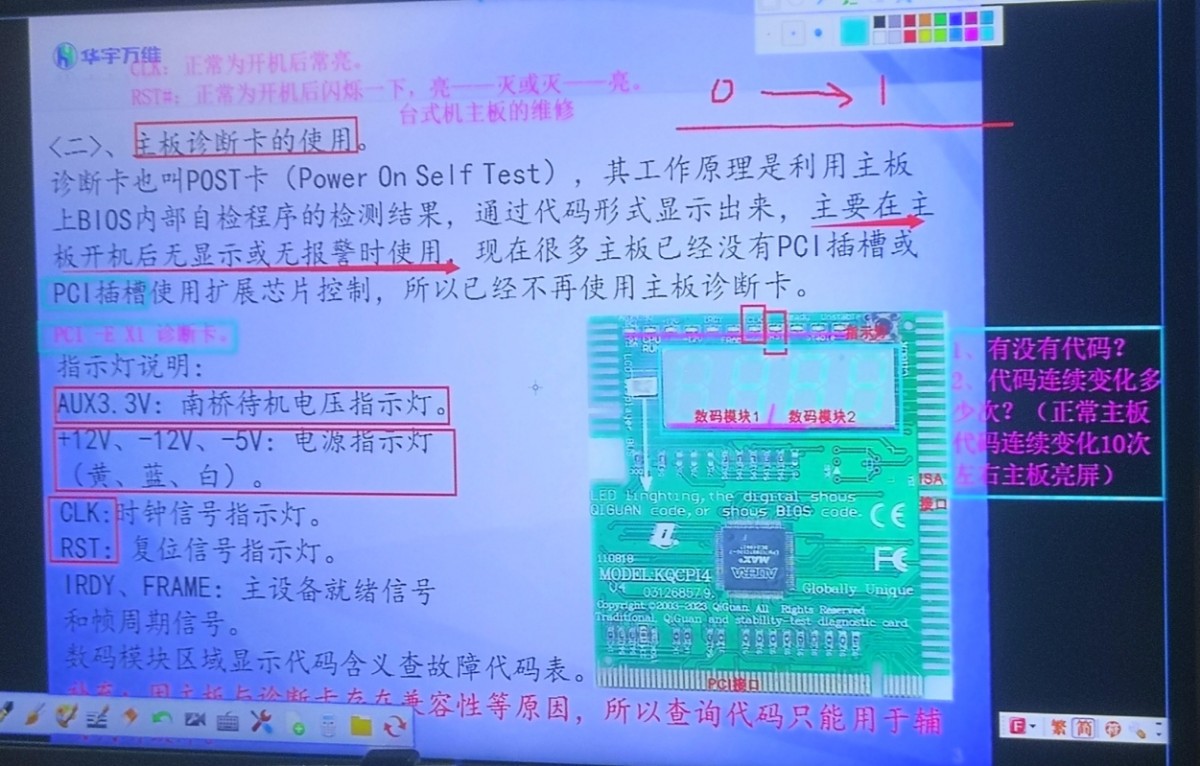 华宇万维
CLK: 正常为开机后常亮。
RST#: 正常为开机后闪烁一下，亮——灭或灭——亮。
台式机主板的维修
0 → 1
<二>、主板诊断卡的使用。
诊断卡也叫POST卡（Power On Self Test），其工作原理是利用主板
上BIOS内部自检程序的检测结果，通过代码形式显示出来，主要在主
板开机后无显示或无报警时使用。现在很多主板已经没有PCI插槽或
PCI插槽使用扩展芯片控制，所以已经不再使用主板诊断卡。
PCI-E X1 诊断卡。
指示灯说明:
AUX3.3V: 南桥待机电压指示灯。
+12V、-12V、-5V: 电源指示灯
（黄、蓝、白）。
CLK:时钟信号指示灯。
RST: 复位信号指示灯。
IRDY、FRAME: 主设备就绪信号
和帧周期信号。
数码模块区域显示代码含义查故障代码表。
因主板与诊断卡存在兼容性等原因，所以查询代码只能用于辅
指示灯
数码模块1
数码模块2
LED linghting,the digital shous
QIGUAN code,or shous BIOS code.
CE
ISA
接口
110818
MODEL:KQCPI4
V4
03126857.9.
ALTERA
MAX
FC
Globally Unique
Copyright ©2003-2023 QiGuan All Rights Reserved
Traditional QiGuan and stability-test diagnostic card
PCI接口
1、有没有代码？
2、代码连续变化多
少次？（正常主板
代码连续变化10次
左右主板亮屏）
繁 简